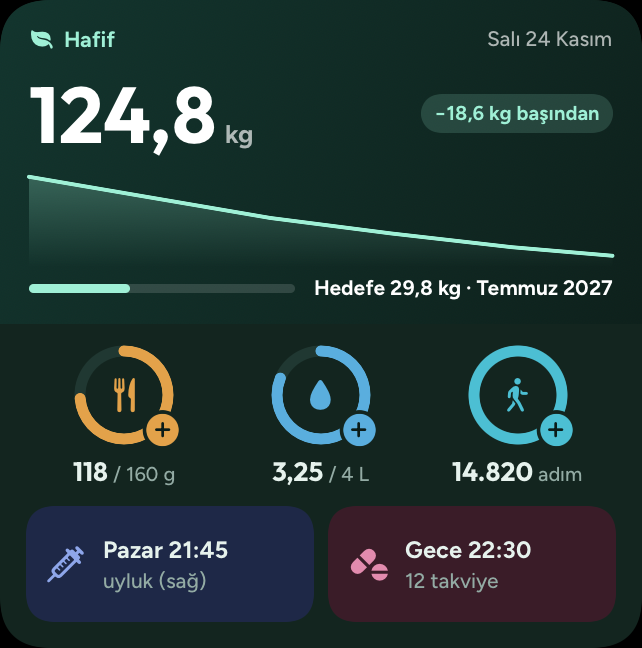 Hafif
Salı 24 Kasım
124,8 kg
−18,6 kg başından
Hedefe 29,8 kg · Temmuz 2027
118 / 160 g
3,25 / 4 L
14.820 adım
Pazar 21:45
uyluk (sağ)
Gece 22:30
12 takviye